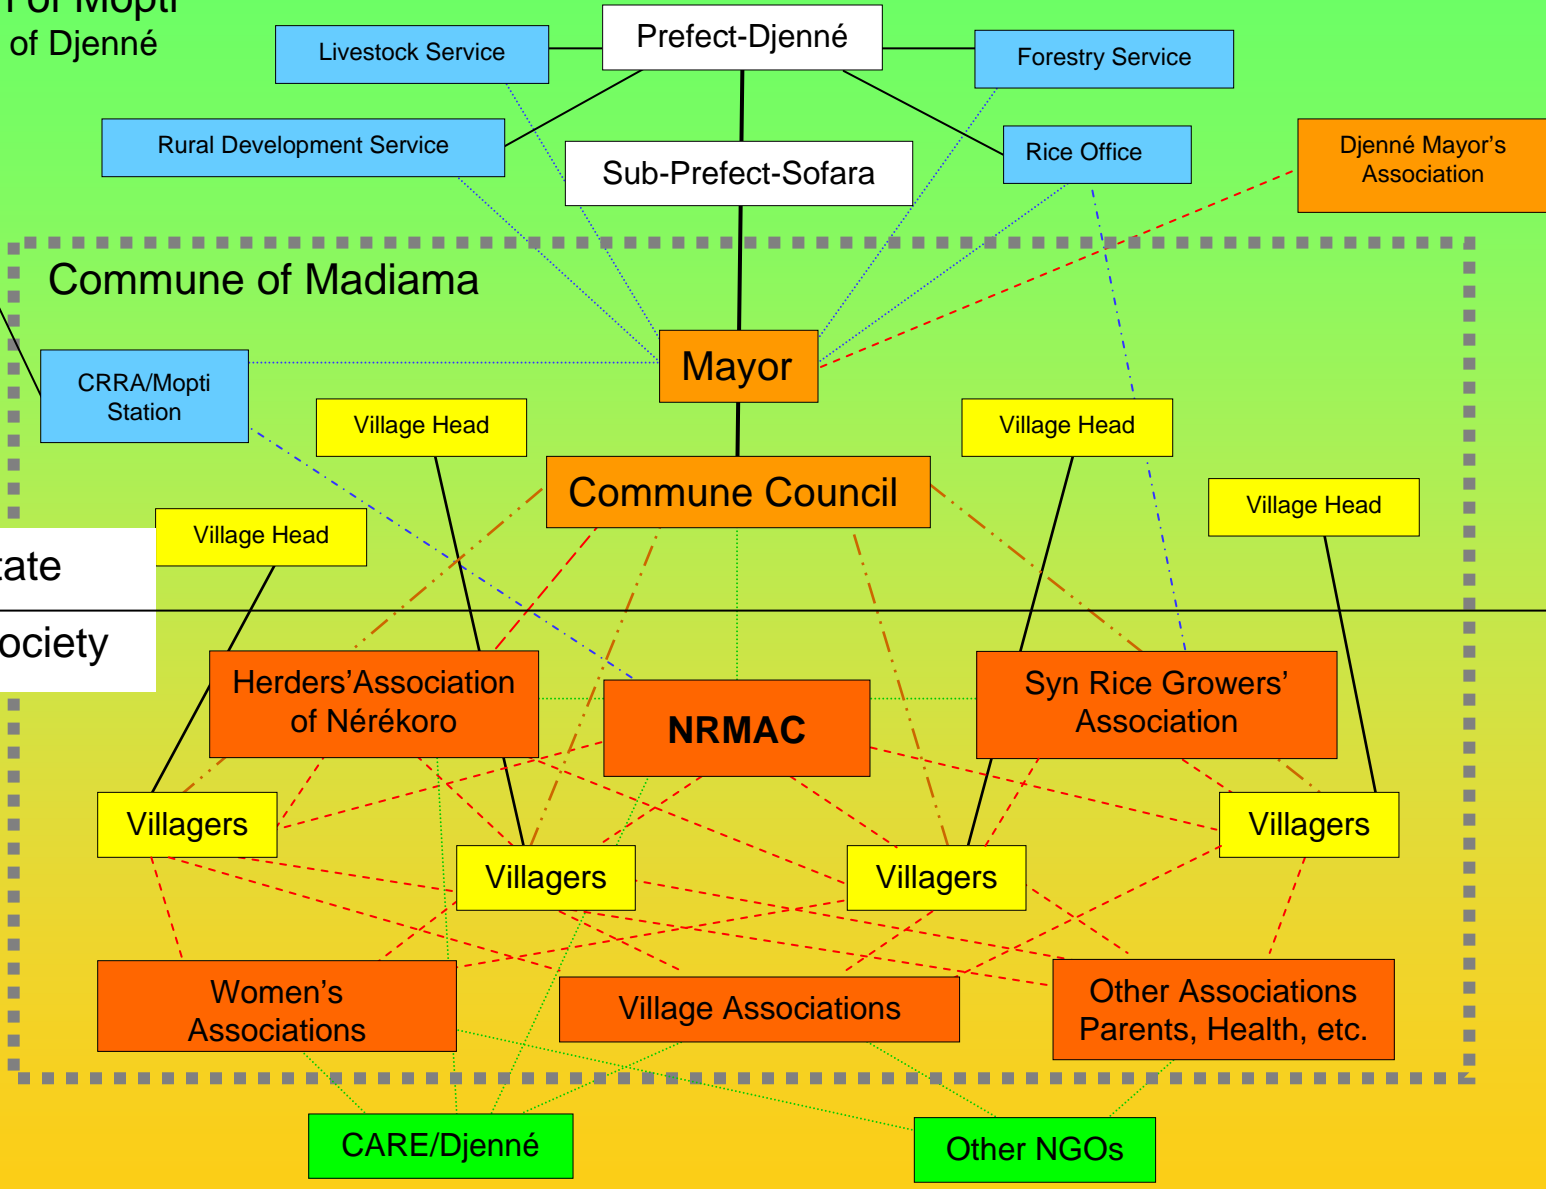 of Mopti
of Djenné
Livestock Service
Prefect-Djenné
Forestry Service
Rural Development Service
Sub-Prefect-Sofara
Rice Office
Djenné Mayor's
Association
Commune of Madiama
Mayor
CRRA/Mopti
Station
Village Head
Village Head
Commune Council
Village Head
Village Head
Herders'Association
of Nérékoro
NRMAC
Syn Rice Growers'
Association
Villagers
Villagers
Villagers
Villagers
Women's
Associations
Village Associations
Other Associations
Parents, Health, etc.
CARE/Djenné
Other NGOs